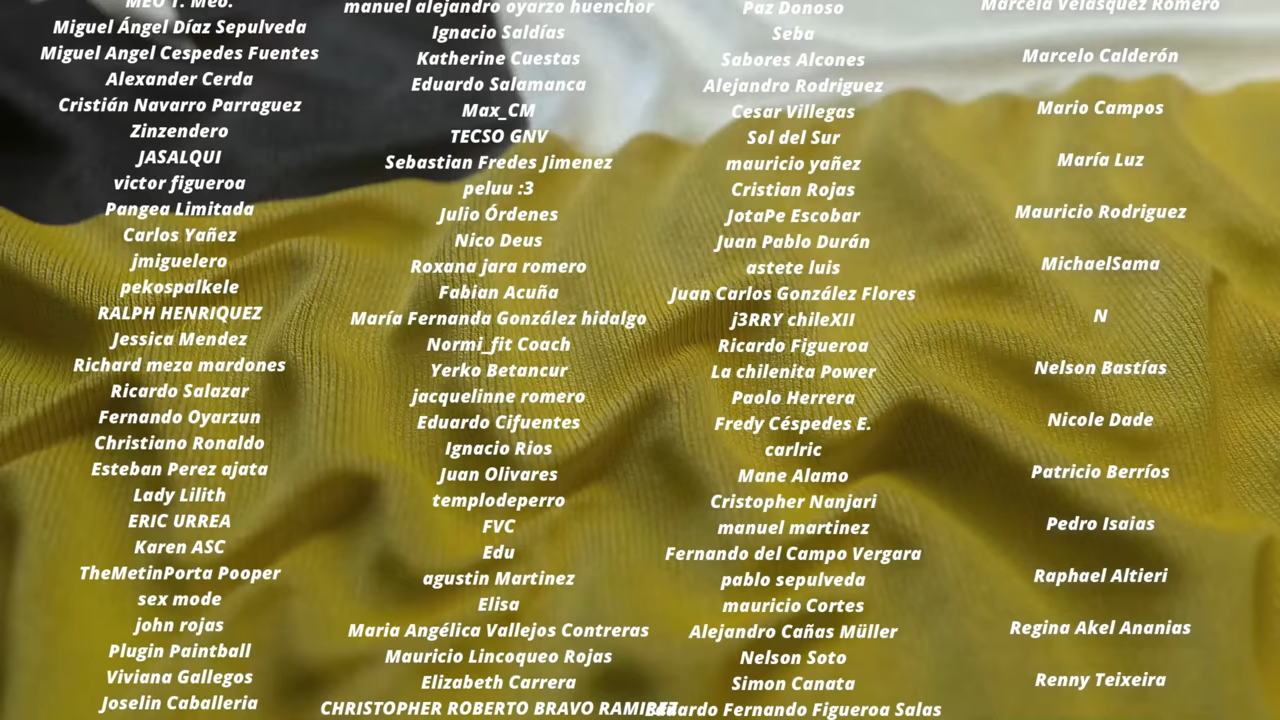 MEO T. Meo.
Miguel Ángel Díaz Sepulveda
Miguel Angel Cespedes Fuentes
Alexander Cerda
Cristián Navarro Parraguez
Zinzendero
JASALQUI
victor figueroa
Pangea Limitada
Carlos Yañez
jmiguelero
pekospalkele
RALPH HENRIQUEZ
Jessica Mendez
Richard meza mardones
Ricardo Salazar
Fernando Oyarzun
Christiano Ronaldo
Esteban Perez ajata
Lady Lilith
ERIC URREA
Karen ASC
TheMetinPorta Pooper
sex mode
john rojas
Plugin Paintball
Viviana Gallegos
Joselin Caballeria
manuel alejandro oyarzo huenchor
Ignacio Saldías
Katherine Cuestas
Eduardo Salamanca
Max_CM
TECSO GNV
Sebastian Fredes Jimenez
peluu :3
Julio Órdenes
Nico Deus
Roxana jara romero
Fabian Acuña
María Fernanda González hidalgo
Normi_fit Coach
Yerko Betancur
jacquelinne romero
Eduardo Cifuentes
Ignacio Rios
Juan Olivares
templodeperro
FVC
Edu
agustin Martinez
Elisa
Maria Angélica Vallejos Contreras
Mauricio Lincoqueo Rojas
Elizabeth Carrera
CHRISTOPHER ROBERTO BRAVO RAMIREZ
Paz Donoso
Seba
Sabores Alcones
Alejandro Rodriguez
Cesar Villegas
Sol del Sur
mauricio yañez
Cristian Rojas
JotaPe Escobar
Juan Pablo Durán
astete luis
Juan Carlos González Flores
j3RRY chileXII
Ricardo Figueroa
La chilenita Power
Paolo Herrera
Fredy Céspedes E.
carlric
Mane Alamo
Cristopher Nanjari
manuel martinez
Fernando del Campo Vergara
pablo sepulveda
mauricio Cortes
Alejandro Cañas Müller
Nelson Soto
Simon Canata
Eduardo Fernando Figueroa Salas
Marcela Velásquez Romero
Marcelo Calderón
Mario Campos
María Luz
Mauricio Rodriguez
MichaelSama
N
Nelson Bastías
Nicole Dade
Patricio Berríos
Pedro Isaias
Raphael Altieri
Regina Akel Ananias
Renny Teixeira